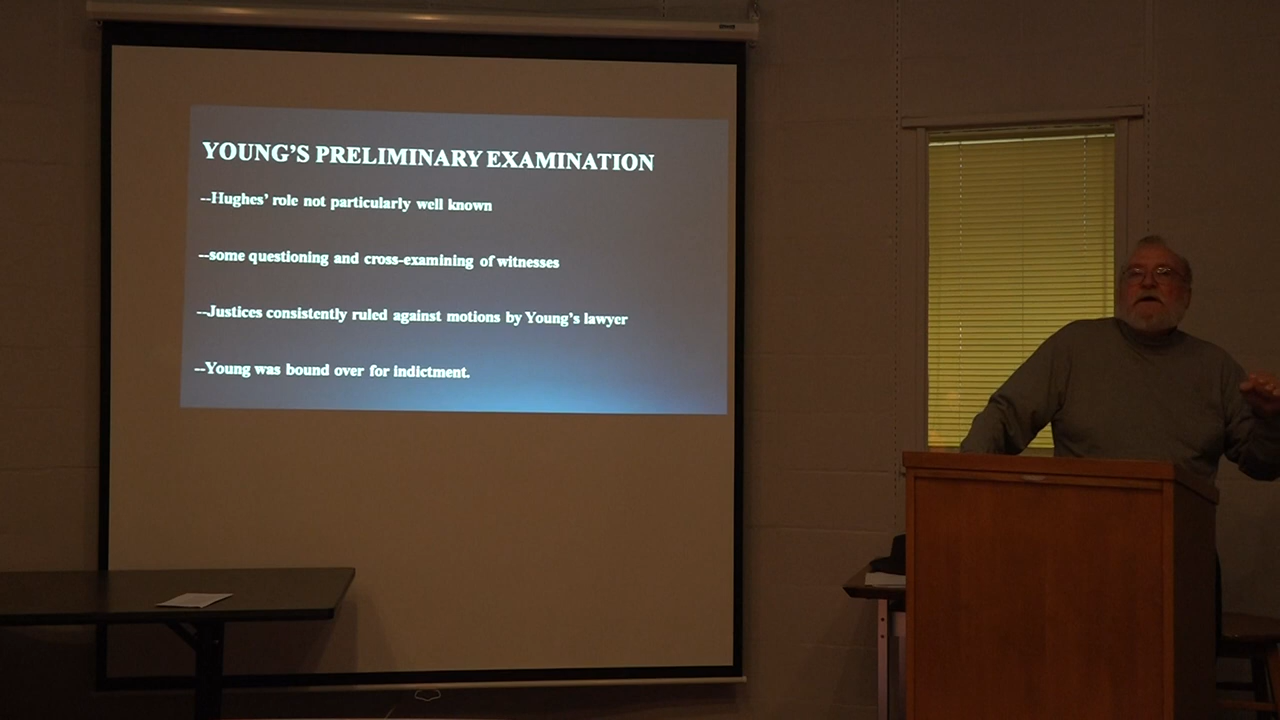 YOUNG'S PRELIMINARY EXAMINATION
--Hughes' role not particularly well known
--some questioning and cross-examining of witnesses
--Justices consistently ruled against motions by Young's lawyer
--Young was bound over for indictment.